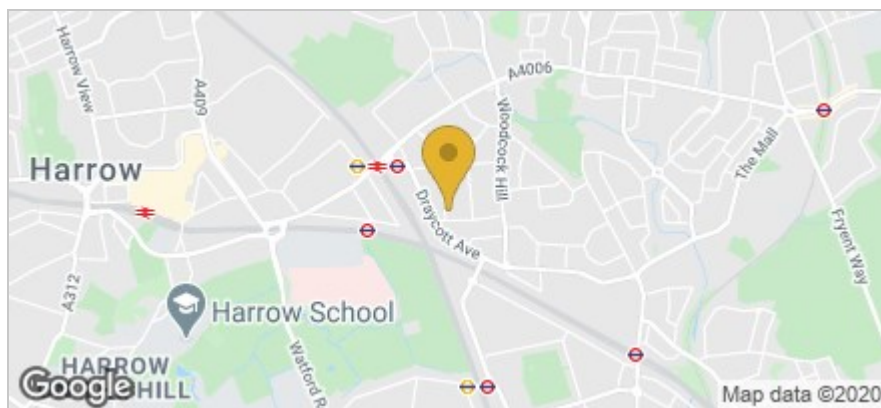 Harrow View
A409
A4006
Woodcock Hill
The Mall
Harrow
Draycott Ave
Fryent Way
A312
Harrow School
Watford R
HARROW
HILL
Google
Map data ©2020